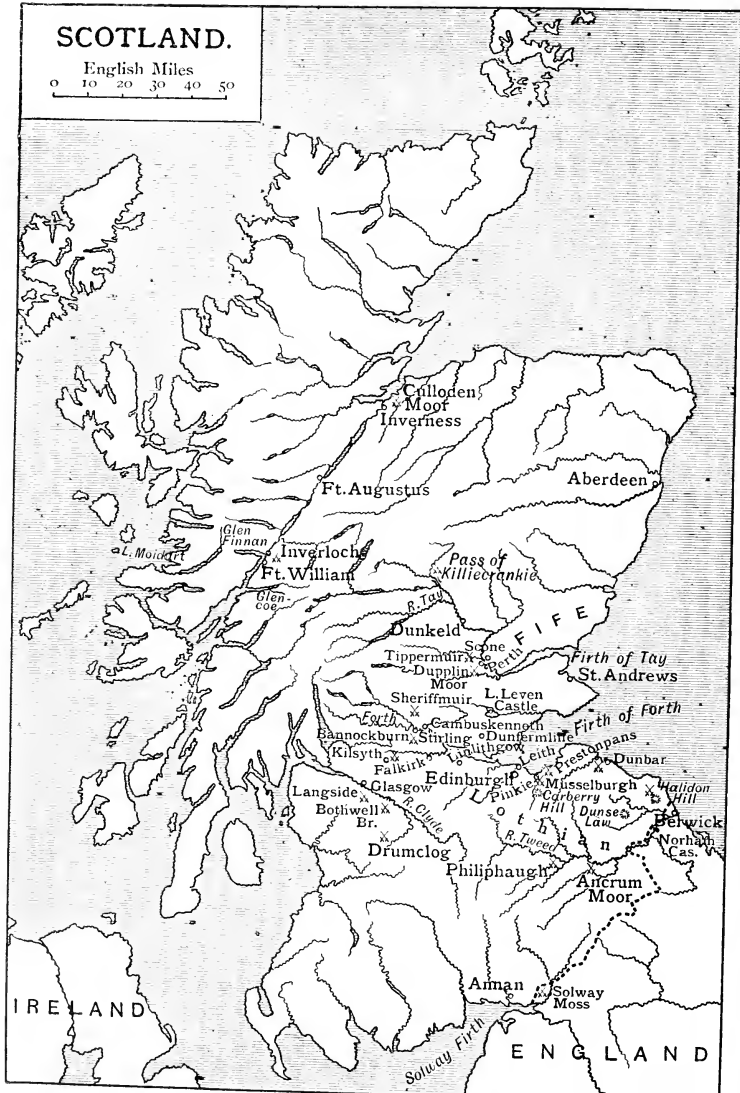 SCOTLAND.
English Miles
0 10 20 30 40 50
Culloden
Moor
Inverness
Ft. Augustus
Aberdeen
Glen
Finnan
L. Moidart
Inverlochy
Ft. William
Pass of
Killiecrankie
Glen-
coe
R. Tay
Dunkeld
FIFE
Scone
Perth
Tippermuir
Dupplin
Moor
Firth of Tay
St. Andrews
Sheriffmuir
L. Leven
Castle
Forth
Cambuskenneth
Firth of Forth
Bannockburn
Stirling
Dunfermline
Linlithgow
Leith
Prestonpans
Kilsyth
Falkirk
Dunbar
Edinburgh
Pinkie
Musselburgh
Halidon
Hill
Glasgow
Langside
Carberry
Hill
Bothwell
Br.
R. Clyde
Lothian
Dunse
Law
Berwick
Drumclog
R. Tweed
Norham
Cas.
Philiphaugh
Ancrum
Moor
Annan
Solway
Moss
IRELAND
Solway Firth
ENGLAND